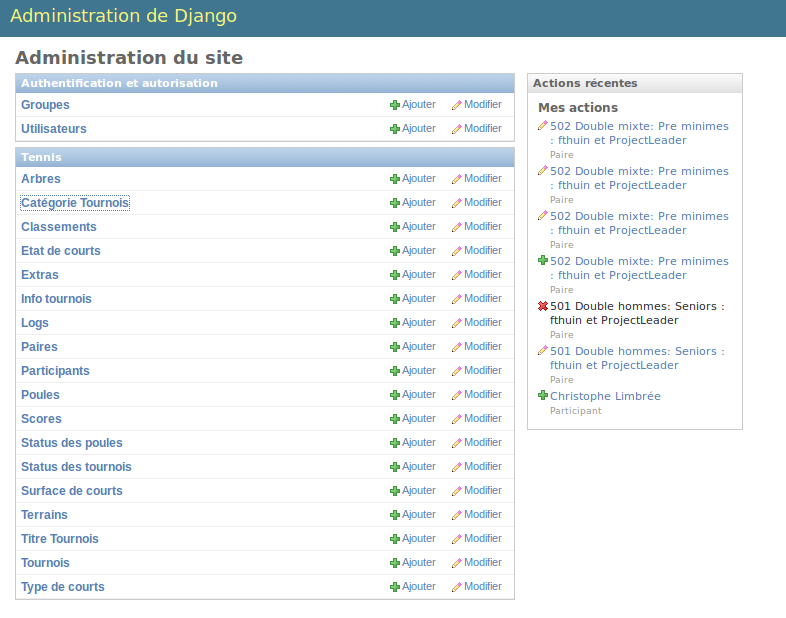 Administration de Django
Administration du site
Authentification et autorisation
Groupes Ajouter Modifier
Utilisateurs Ajouter Modifier
Tennis
Arbres Ajouter Modifier
Catégorie Tournois Ajouter Modifier
Classements Ajouter Modifier
Etat de courts Ajouter Modifier
Extras Ajouter Modifier
Info tournois Ajouter Modifier
Logs Ajouter Modifier
Paires Ajouter Modifier
Participants Ajouter Modifier
Poules Ajouter Modifier
Scores Ajouter Modifier
Status des poules Ajouter Modifier
Status des tournois Ajouter Modifier
Surface de courts Ajouter Modifier
Terrains Ajouter Modifier
Titre Tournois Ajouter Modifier
Tournois Ajouter Modifier
Type de courts Ajouter Modifier
Actions récentes
Mes actions
502 Double mixte: Pre minimes
: fthuin et ProjectLeader
Paire
502 Double mixte: Pre minimes
: fthuin et ProjectLeader
Paire
502 Double mixte: Pre minimes
: fthuin et ProjectLeader
Paire
502 Double mixte: Pre minimes
: fthuin et ProjectLeader
Paire
501 Double hommes: Seniors :
fthuin et ProjectLeader
Paire
501 Double hommes: Seniors :
fthuin et ProjectLeader
Paire
Christophe Limbrée
Participant